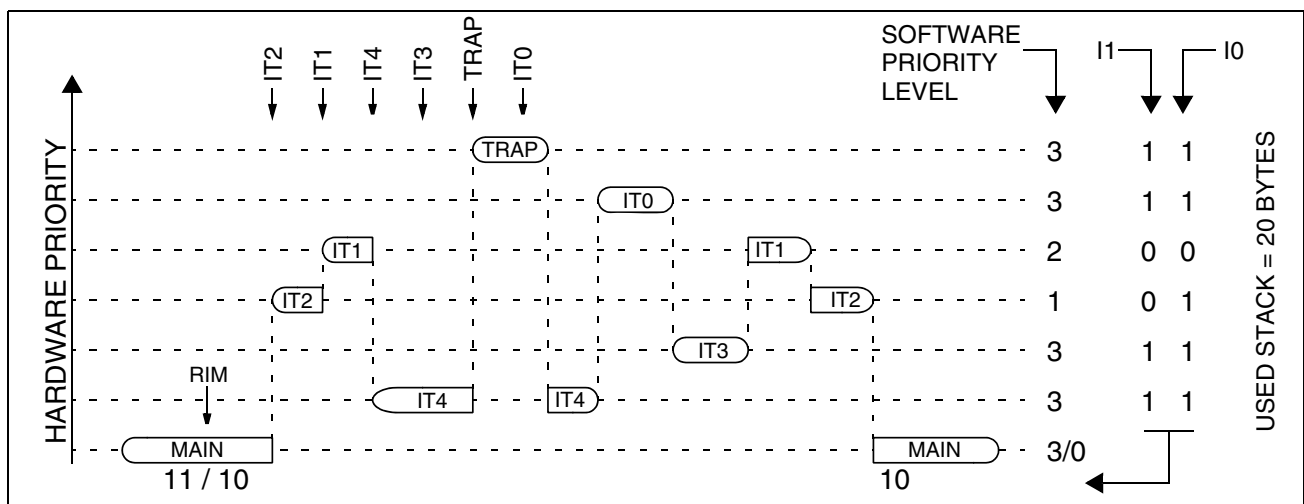 SOFTWARE
PRIORITY
LEVEL
I1
I0
IT2
IT1
IT4
IT3
TRAP
IT0
HARDWARE PRIORITY
TRAP
3
1 1
IT0
3
1 1
IT1
IT1
2
0 0
IT2
IT2
1
0 1
IT3
3
1 1
RIM
IT4
IT4
3
1 1
MAIN
MAIN
3/0
11 / 10
10
USED STACK = 20 BYTES